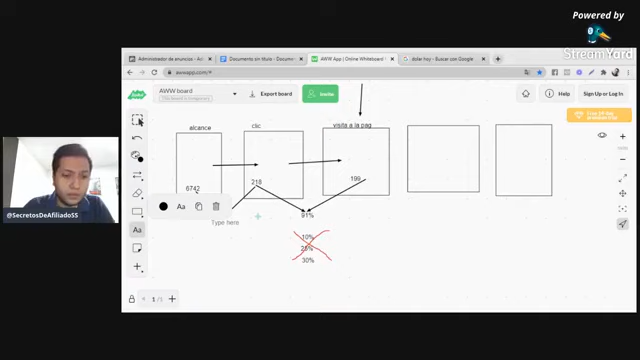 Powered by
StreamYard
Administrador de anuncios
Documento sin título - Docum
AWW App | Online Whiteboard
dolar hoy - Buscar con Google
awwapp.com/#
AWW board
This board is temporary
Export board
Invite
Help
Sign Up or Log In
alcance
clic
visita a la pag
6742
218
199
Aa
Aa
Type here
91%
10%
25%
30%
@SecretosDeAfiliadoSS
1/1